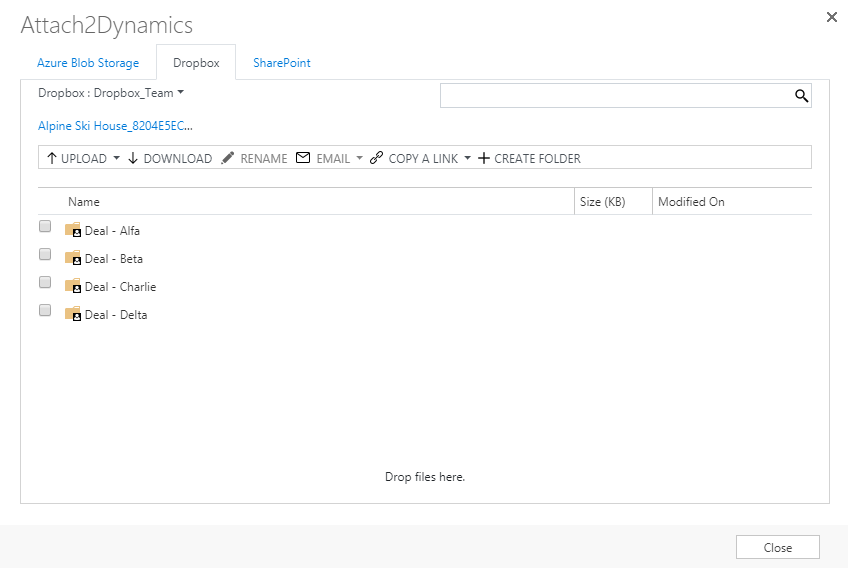 Attach2Dynamics
Azure Blob Storage Dropbox SharePoint
Dropbox : Dropbox_Team
Alpine Ski House_8204E5EC...
UPLOAD DOWNLOAD RENAME EMAIL COPY A LINK CREATE FOLDER
Name Size (KB) Modified On
Deal - Alfa
Deal - Beta
Deal - Charlie
Deal - Delta
Drop files here.
Close